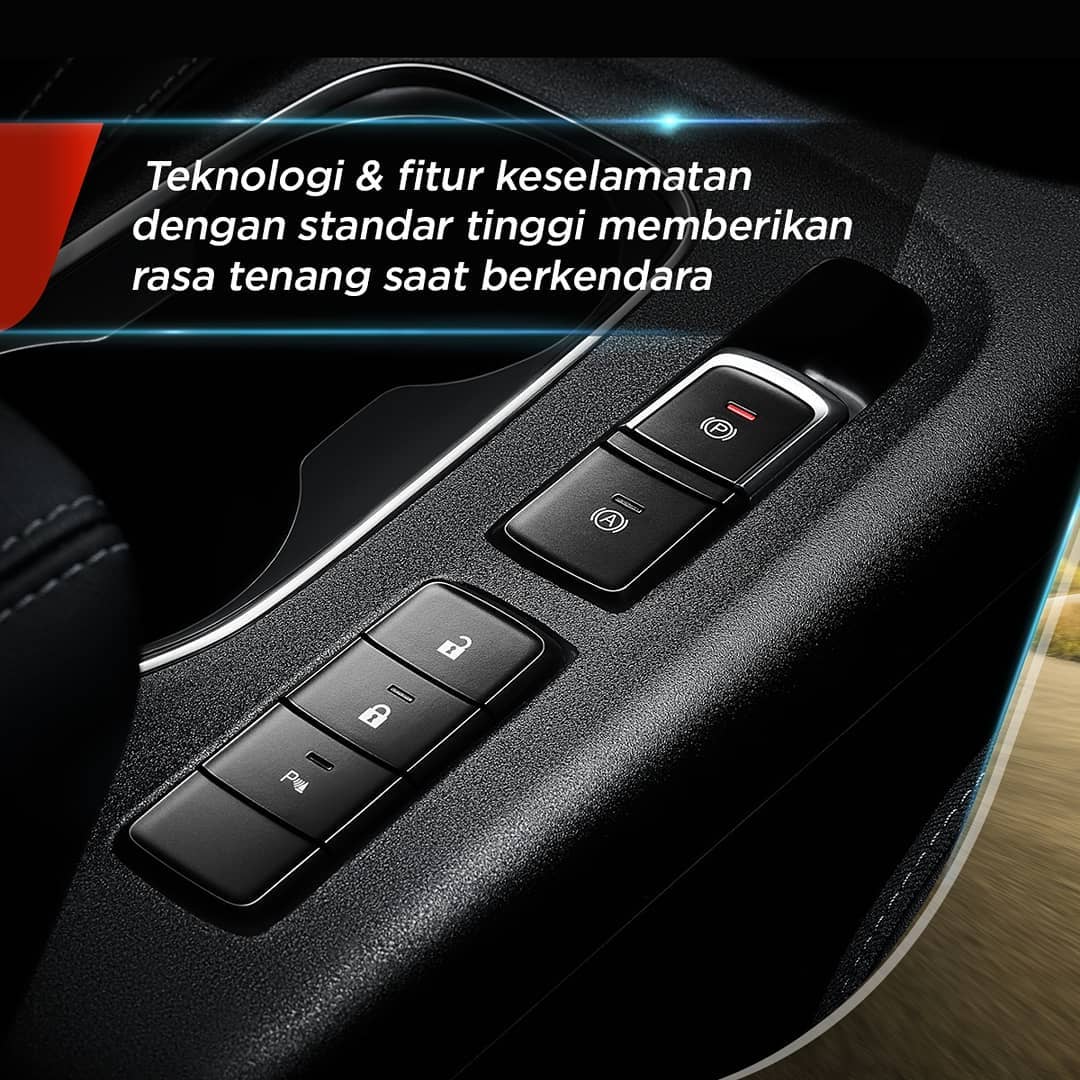 Teknologi & fitur keselamatan
dengan standar tinggi memberikan
rasa tenang saat berkendara
P
A
P